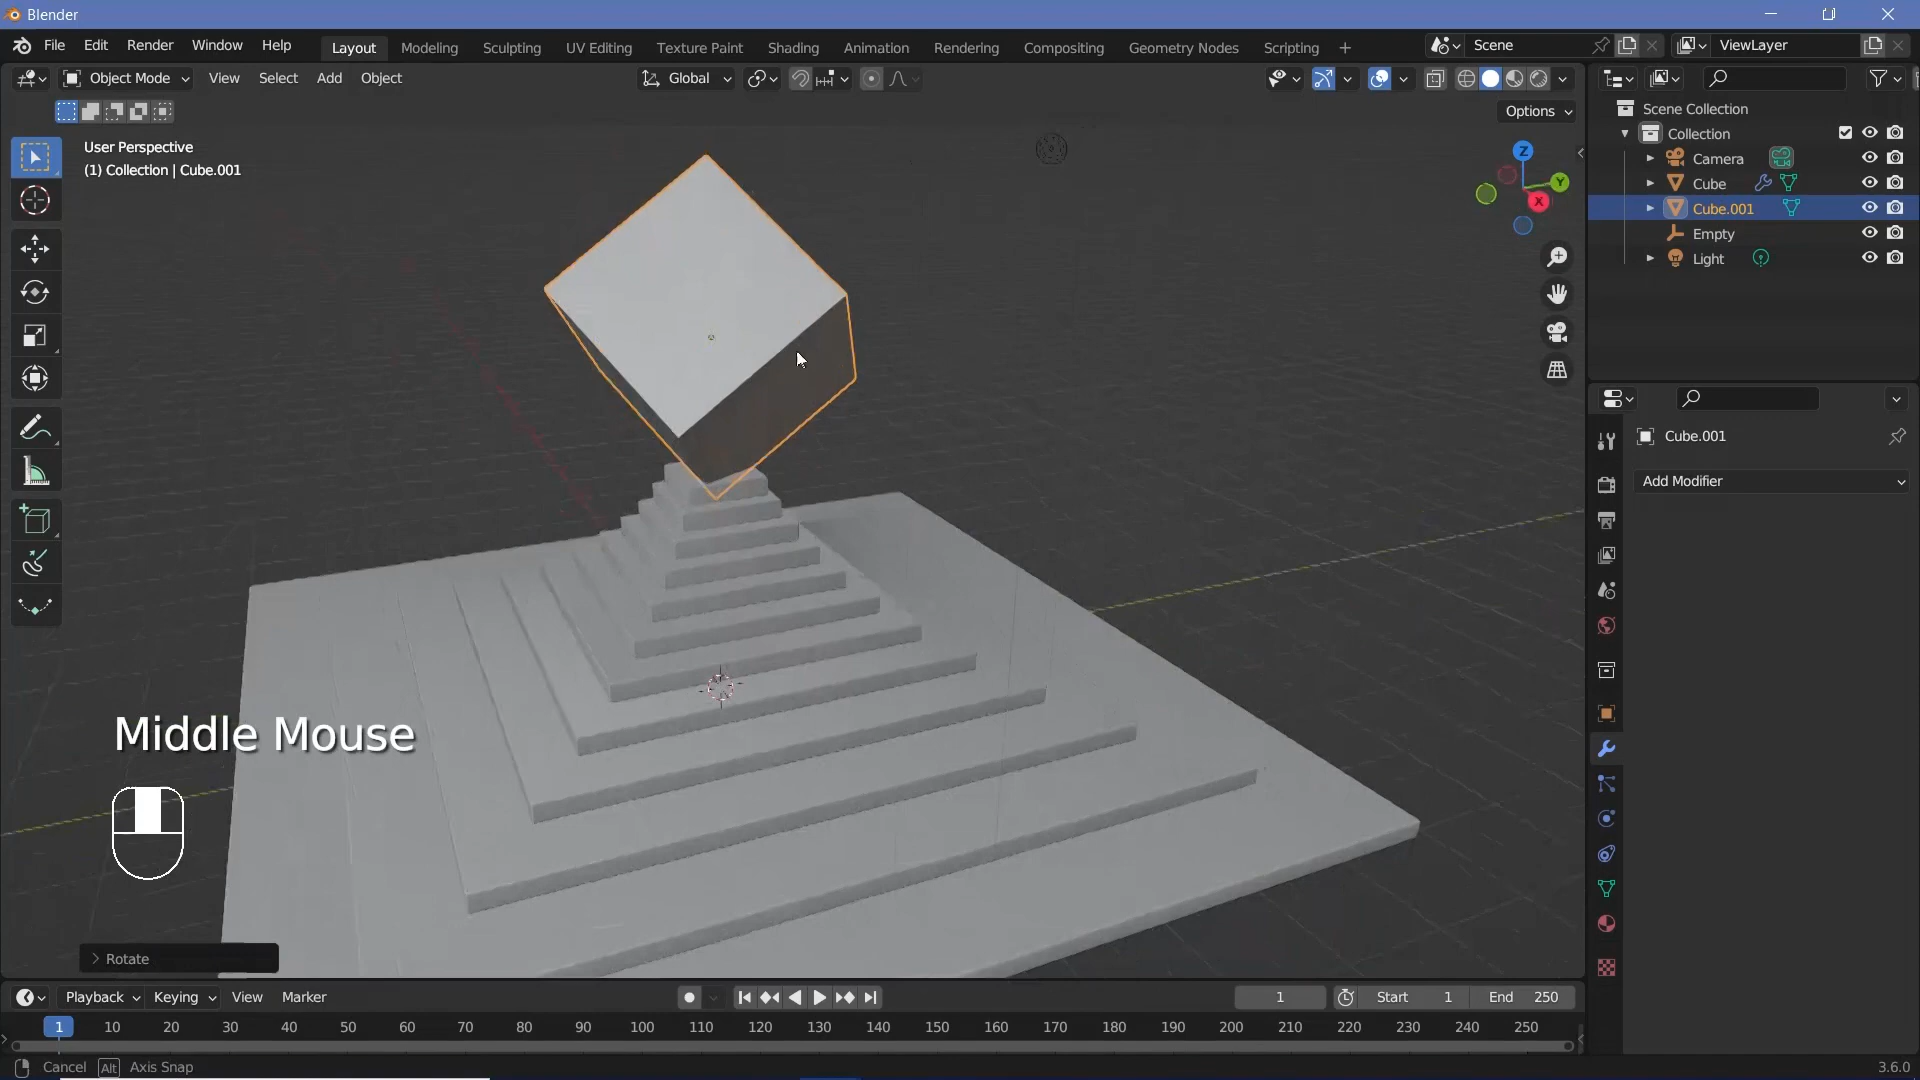 Blender
File Edit Render Window Help Layout Modeling Sculpting UV Editing Texture Paint Shading Animation Rendering Compositing Geometry Nodes Scripting + Scene ViewLayer
Object Mode View Select Add Object Global
Options
User Perspective
(1) Collection | Cube.001
Z
Y
X
Scene Collection
Collection
Camera
Cube
Cube.001
Empty
Light
Cube.001
Add Modifier
Middle Mouse
Rotate
Playback Keying View Marker 1 Start 1 End 250
1 10 20 30 40 50 60 70 80 90 100 110 120 130 140 150 160 170 180 190 200 210 220 230 240 250
Cancel Alt Axis Snap 3.6.0